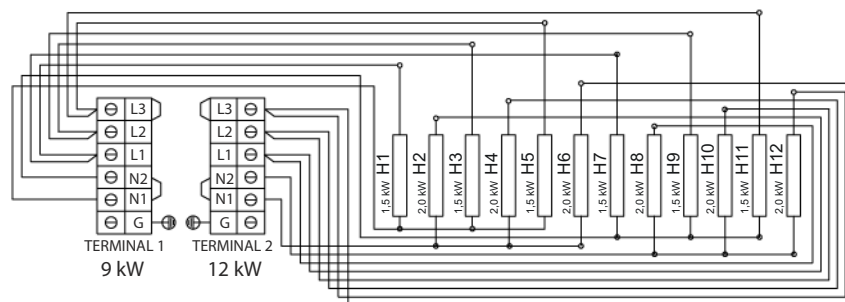 L3
L2
L1
N2
N1
G
TERMINAL 1
9 kW
L3
L2
L1
N2
N1
G
TERMINAL 2
12 kW
H1
1,5 kW
H2
2,0 kW
H3
1,5 kW
H4
2,0 kW
H5
1,5 kW
H6
2,0 kW
H7
1,5 kW
H8
2,0 kW
H9
1,5 kW
H10
2,0 kW
H11
1,5 kW
H12
2,0 kW